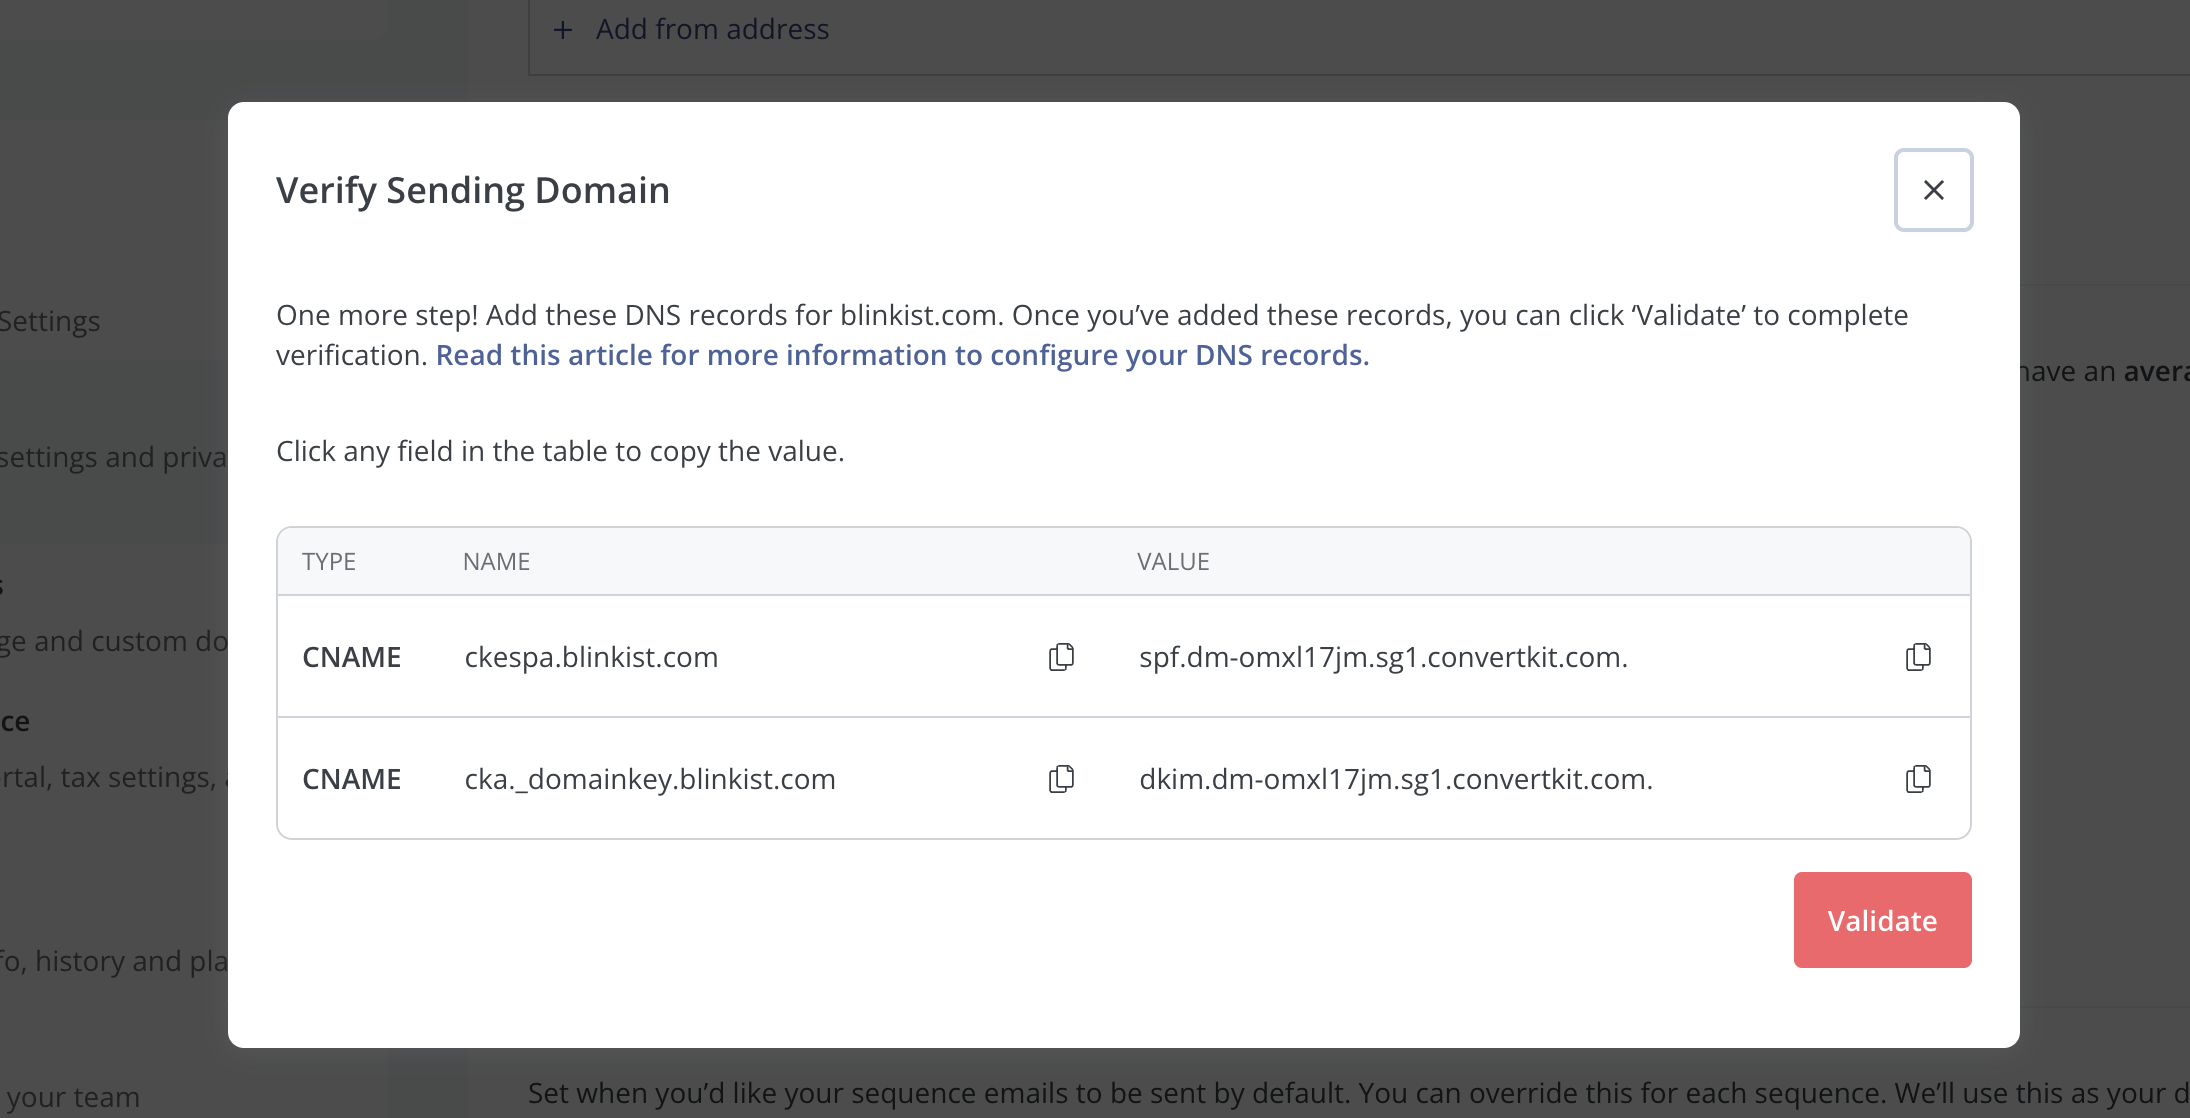 + Add from address
Verify Sending Domain
One more step! Add these DNS records for blinkist.com. Once you’ve added these records, you can click ‘Validate’ to complete
verification. Read this article for more information to configure your DNS records.
Click any field in the table to copy the value.
TYPE NAME VALUE
CNAME ckespa.blinkist.com spf.dm-omxl17jm.sg1.convertkit.com.
CNAME cka._domainkey.blinkist.com dkim.dm-omxl17jm.sg1.convertkit.com.
Validate
Settings
settings and priva
ge and custom do
ce
rtal, tax settings,
fo, history and pla
your team
have an avera
Set when you’d like your sequence emails to be sent by default. You can override this for each sequence. We’ll use this as your d